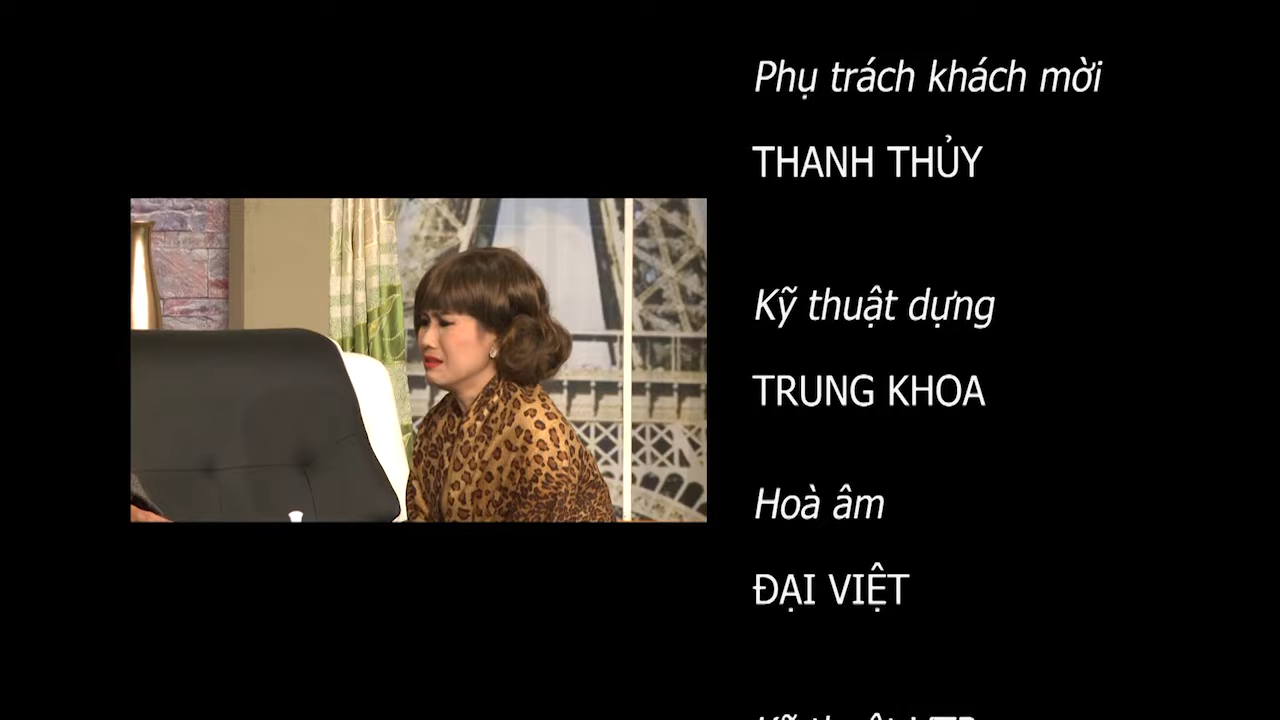 Phụ trách khách mời
THANH THỦY
Kỹ thuật dựng
TRUNG KHOA
Hoà âm
ĐẠI VIỆT